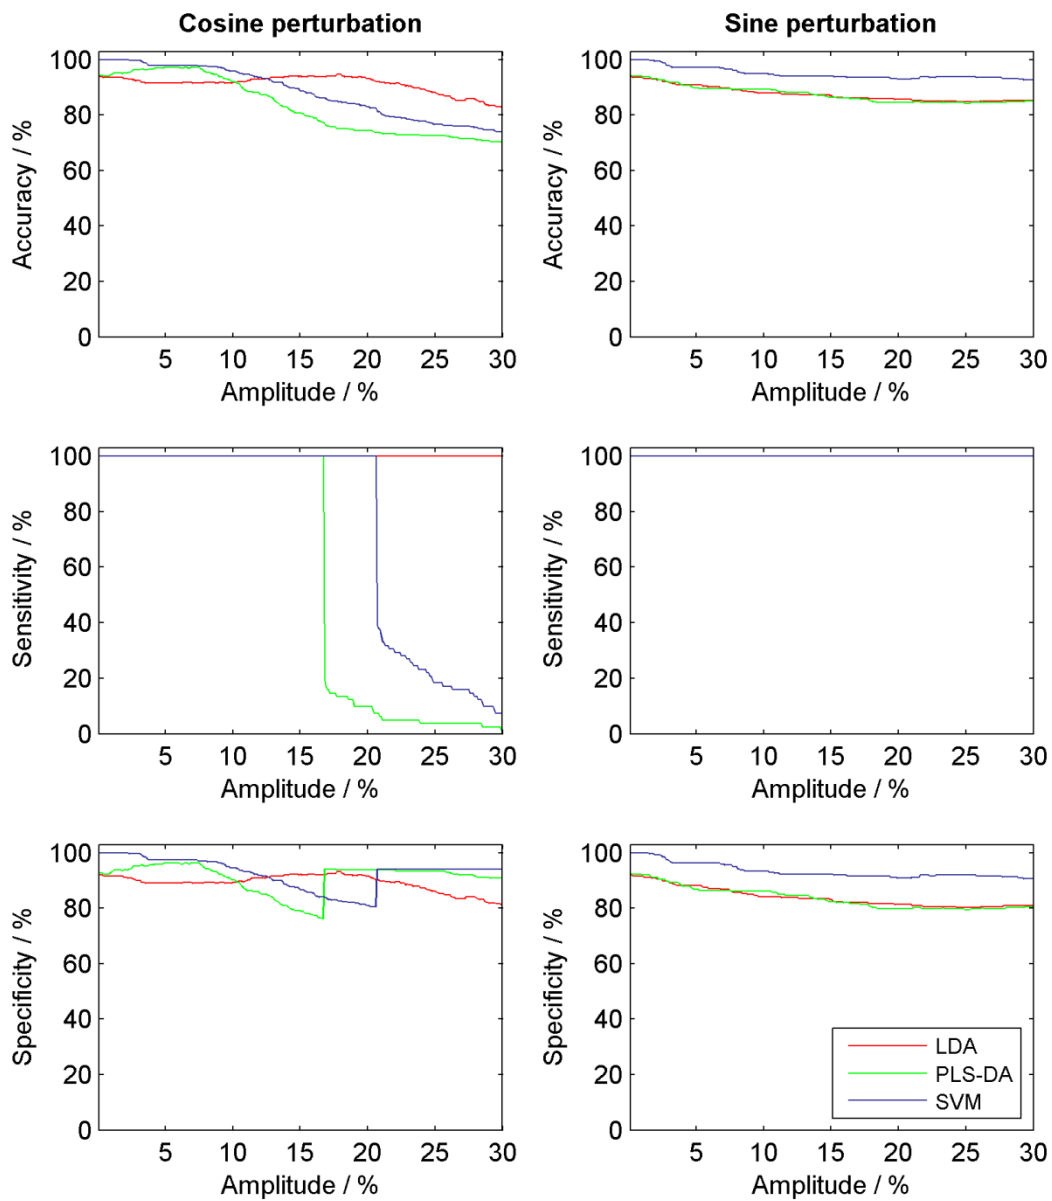 Cosine perturbation
100
80
60
40
20
0
Accuracy / %
5 10 15 20 25 30
Amplitude / %
Sine perturbation
100
80
60
40
20
0
Accuracy / %
5 10 15 20 25 30
Amplitude / %
100
80
60
40
20
0
Sensitivity / %
5 10 15 20 25 30
Amplitude / %
100
80
60
40
20
0
Sensitivity / %
5 10 15 20 25 30
Amplitude / %
100
80
60
40
20
0
Specificity / %
5 10 15 20 25 30
Amplitude / %
100
80
60
40
20
0
Specificity / %
LDA
PLS-DA
SVM
5 10 15 20 25 30
Amplitude / %